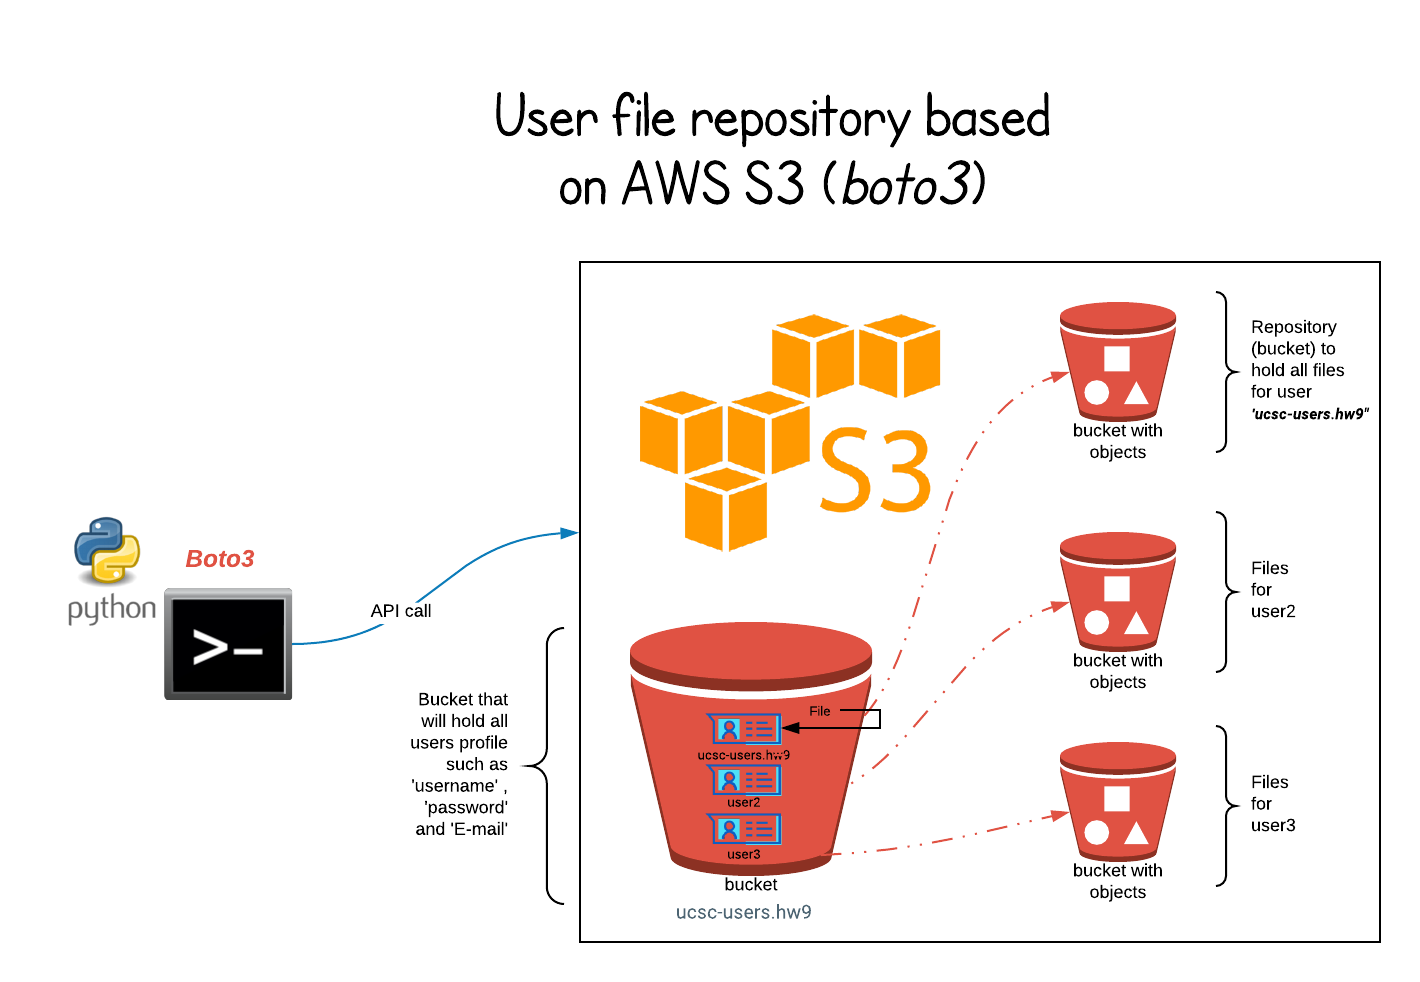 User file repository based
on AWS S3 (boto3)
S3
Repository
(bucket) to
hold all files
for user
'ucsc-users.hw9"
bucket with
objects
python
Boto3
>_
API call
Files
for
user2
bucket with
objects
Bucket that
will hold all
users profile
such as
'username' ,
'password'
and 'E-mail'
File
ucsc-users.hw9
user2
user3
bucket
ucsc-users.hw9
Files
for
user3
bucket with
objects